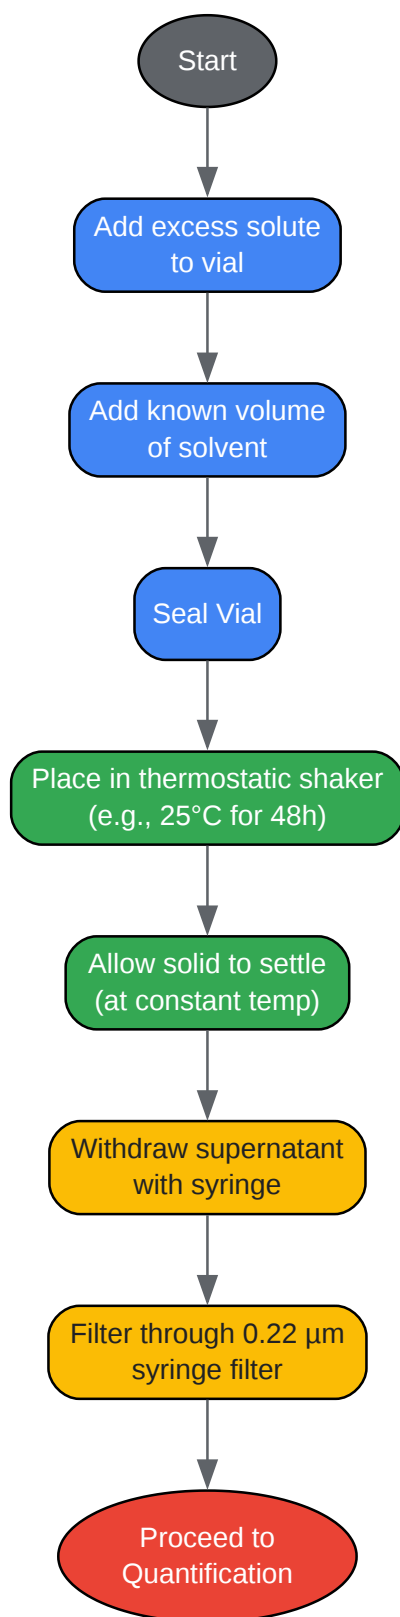 Start
Add excess solute
to vial
Add known volume
of solvent
Seal Vial
Place in thermostatic shaker
(e.g., 25°C for 48h)
Allow solid to settle
(at constant temp)
Withdraw supernatant
with syringe
Filter through 0.22 µm
syringe filter
Proceed to
Quantification